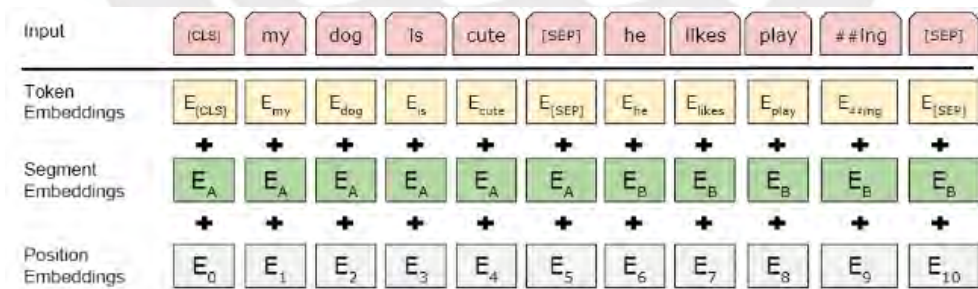 Input [CLS] my dog is cute [SEP] he likes play ##ing [SEP]
Token Embeddings E[CLS] Emy Edog Eis Ecute E[SEP] Ehe Elikes Eplay E##ing E[SEP]
+ + + + + + + + + + +
Segment Embeddings EA EA EA EA EA EA EB EB EB EB EB
+ + + + + + + + + + +
Position Embeddings E0 E1 E2 E3 E4 E5 E6 E7 E8 E9 E10